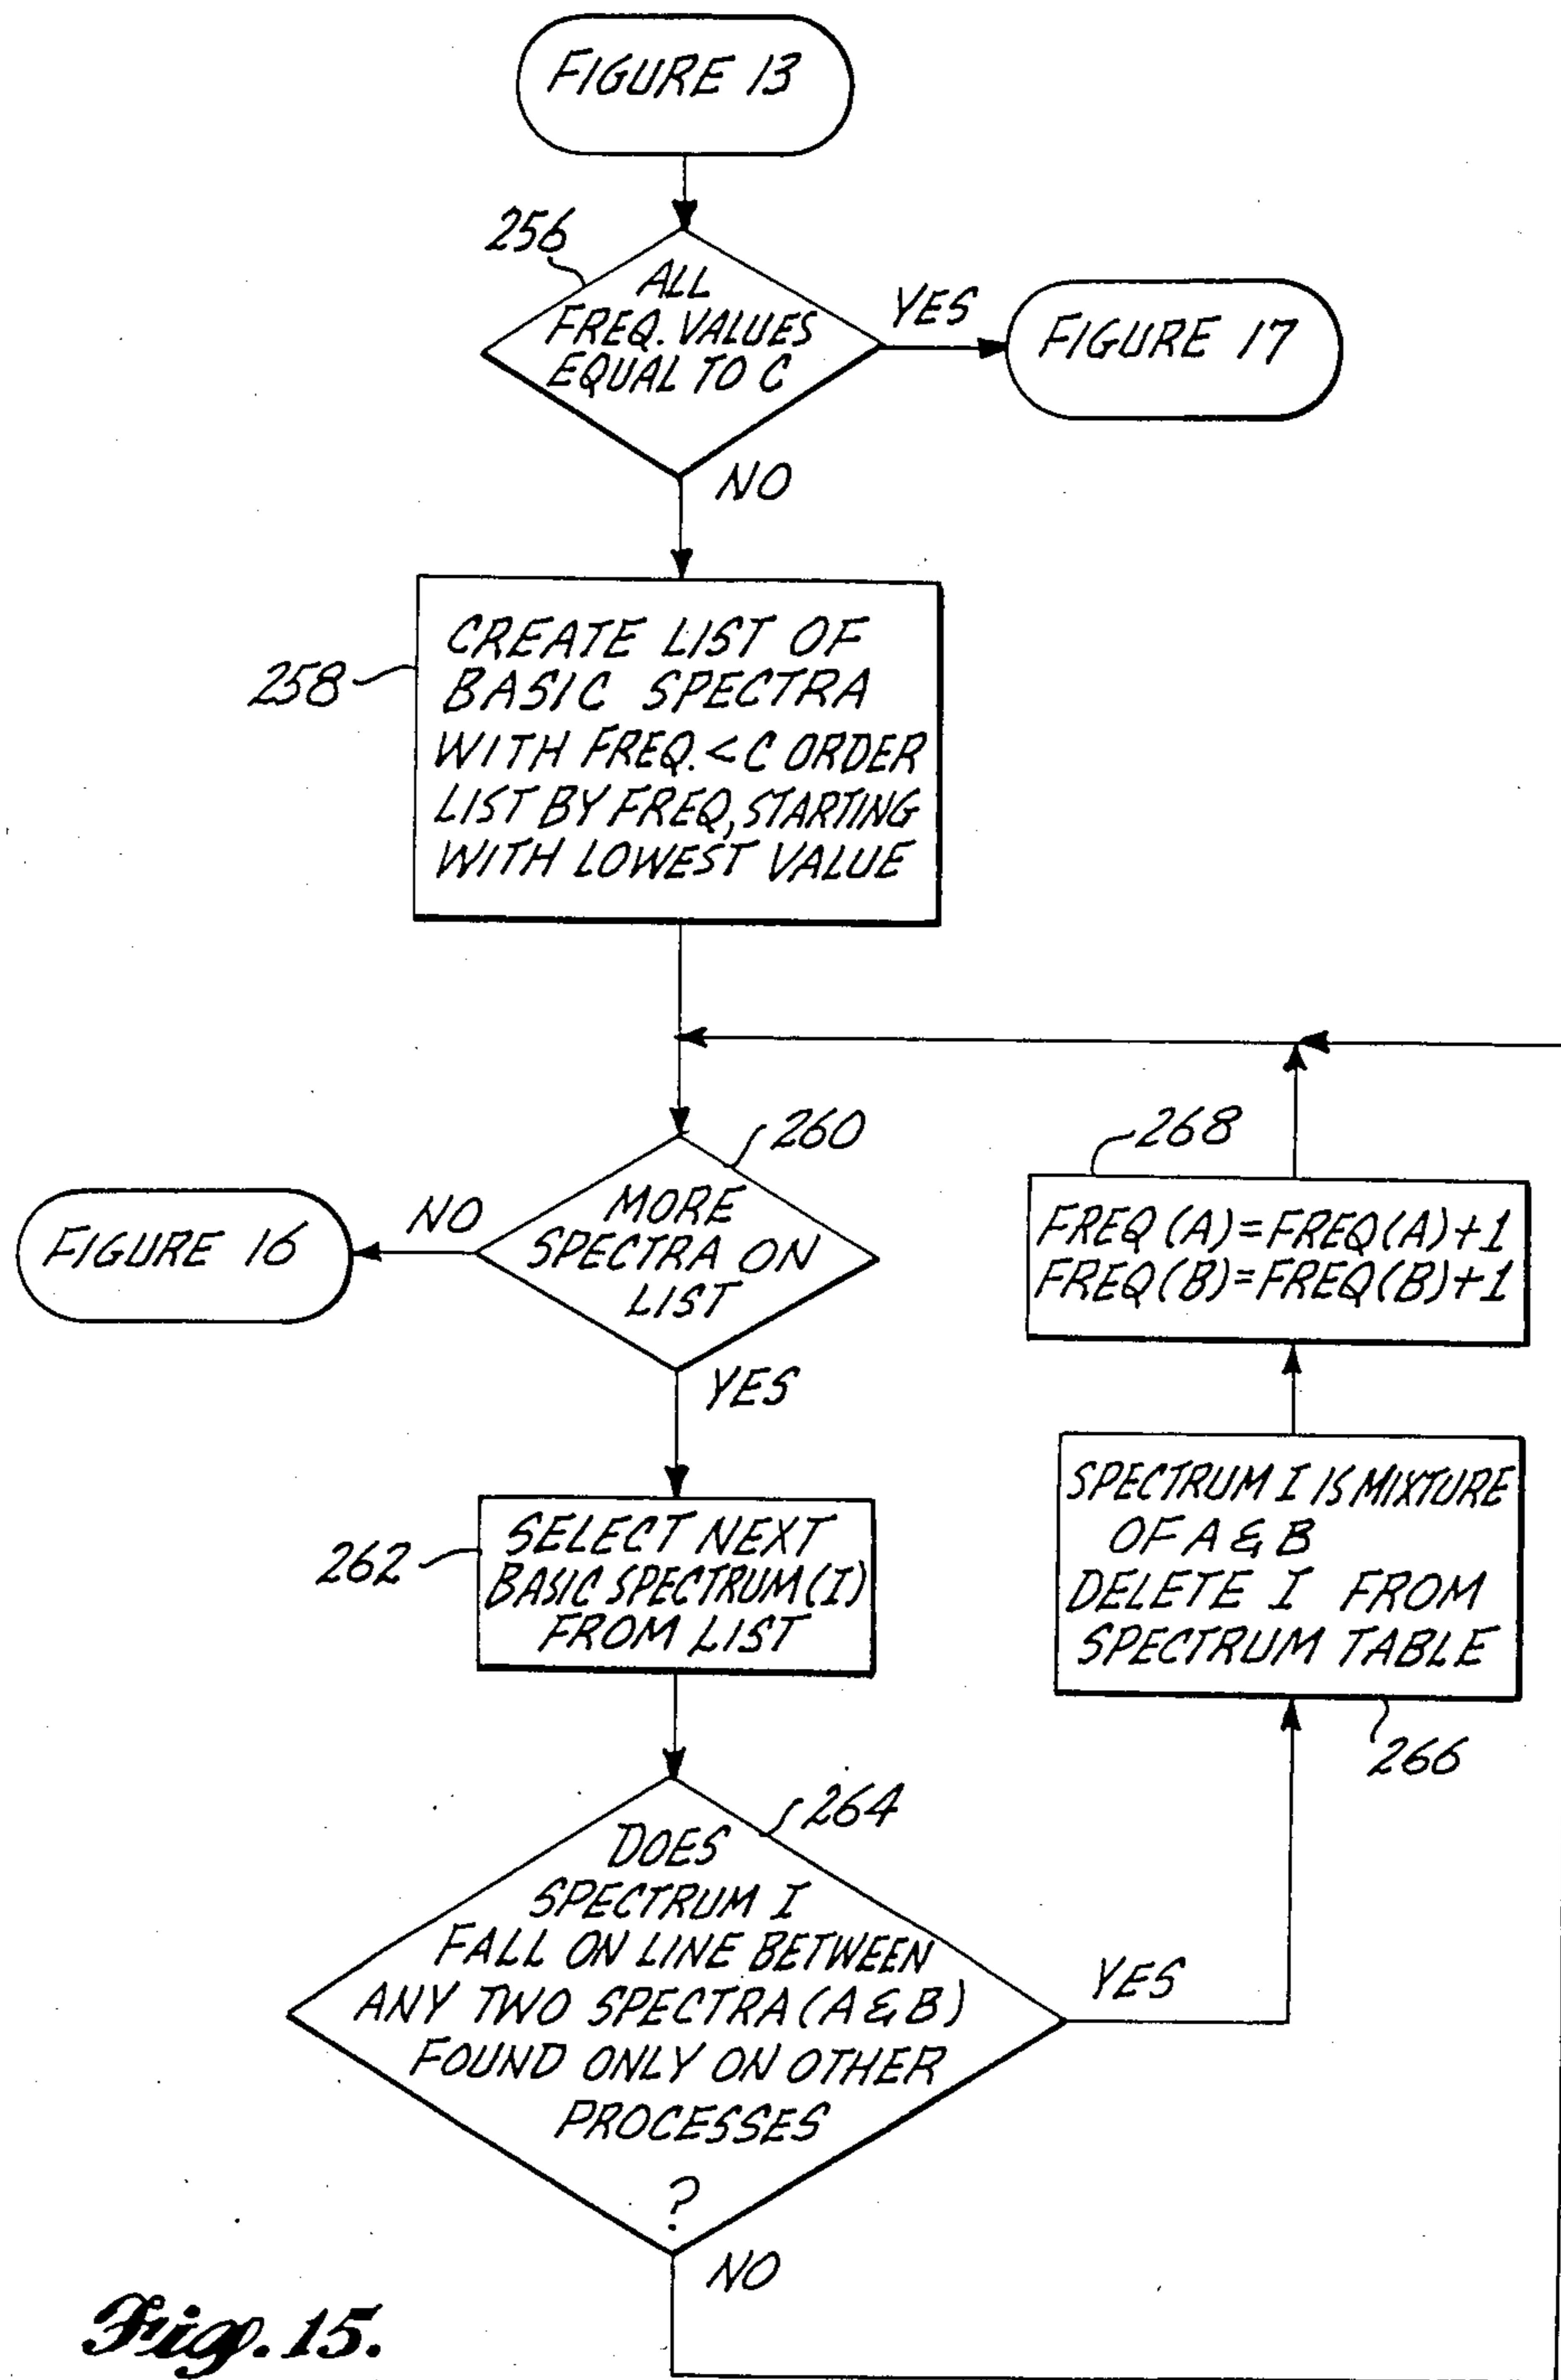 FIGURE 13
256
ALL
FREQ. VALUES
EQUAL TO C
YES
FIGURE 17
NO
258
CREATE LIST OF
BASIC SPECTRA
WITH FREQ. < C ORDER
LIST BY FREQ, STARTING
WITH LOWEST VALUE
260
MORE
SPECTRA ON
LIST
NO
FIGURE 16
YES
268
FREQ(A)=FREQ(A)+1
FREQ(B)=FREQ(B)+1
262
SELECT NEXT
BASIC SPECTRUM(I)
FROM LIST
SPECTRUM I IS MIXTURE
OF A & B
DELETE I FROM
SPECTRUM TABLE
266
264
DOES
SPECTRUM I
FALL ON LINE BETWEEN
ANY TWO SPECTRA (A & B)
FOUND ONLY ON OTHER
PROCESSES
?
YES
NO
Fig. 15.